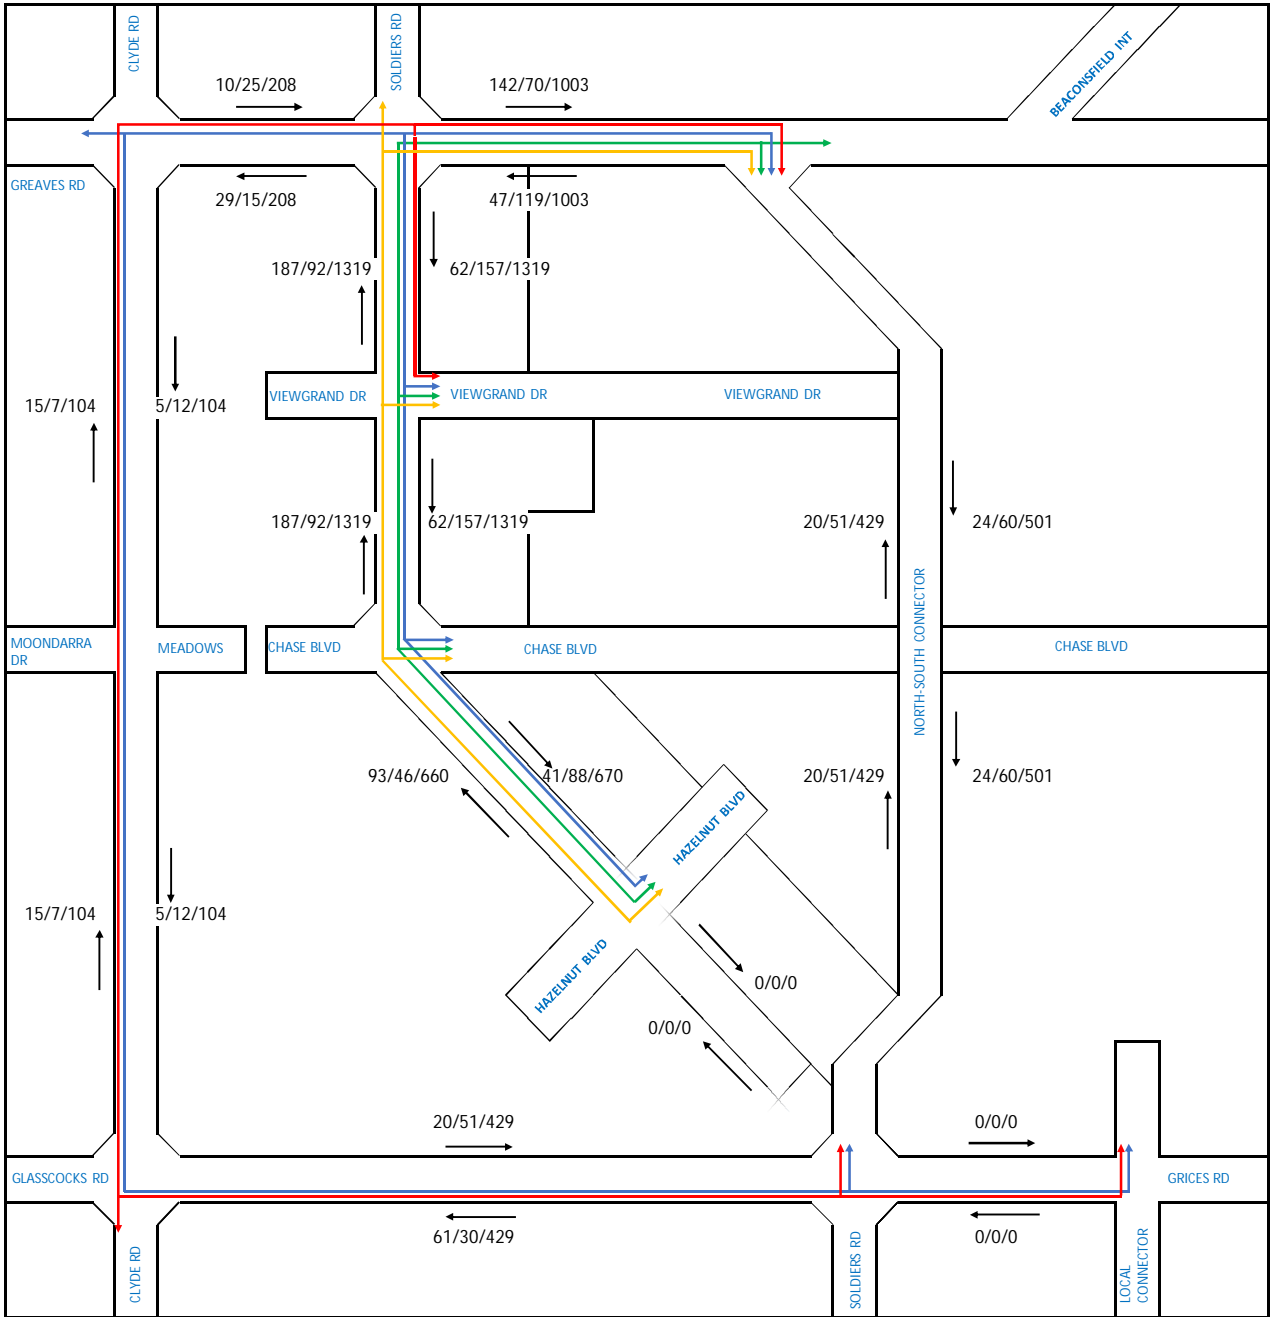 CLYDE RD
SOLDIERS RD
BEACONSFIELD INT
10/25/208
142/70/1003
GREAVES RD
29/15/208
47/119/1003
187/92/1319
62/157/1319
VIEWGRAND DR
VIEWGRAND DR
VIEWGRAND DR
15/7/104
5/12/104
187/92/1319
62/157/1319
20/51/429
24/60/501
NORTH-SOUTH CONNECTOR
MOONDARRA
DR
MEADOWS
CHASE BLVD
CHASE BLVD
CHASE BLVD
93/46/660
41/88/670
20/51/429
24/60/501
HAZELNUT BLVD
15/7/104
5/12/104
HAZELNUT BLVD
0/0/0
0/0/0
20/51/429
0/0/0
GLASSCOCKS RD
GRICES RD
61/30/429
0/0/0
CLYDE RD
SOLDIERS RD
LOCAL
CONNECTOR